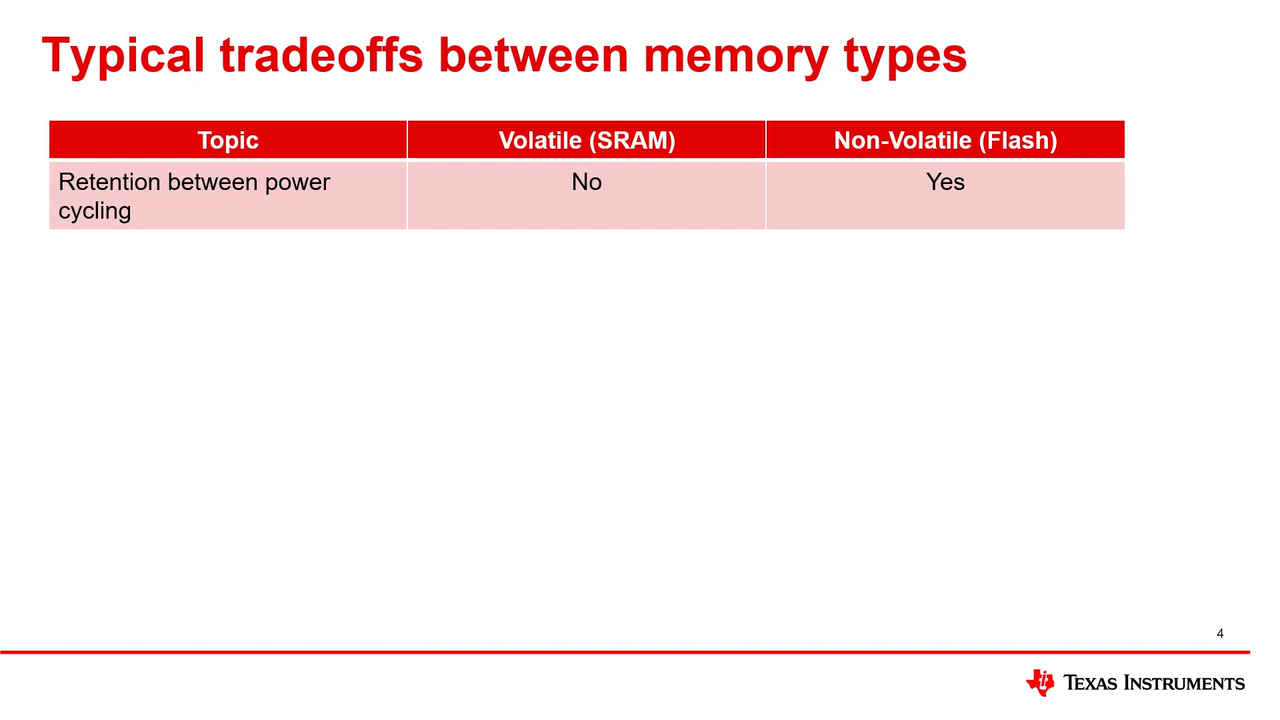 Typical tradeoffs between memory types
Topic
Volatile (SRAM)
Non-Volatile (Flash)
Retention between power
cycling
No
Yes
4
TEXAS INSTRUMENTS